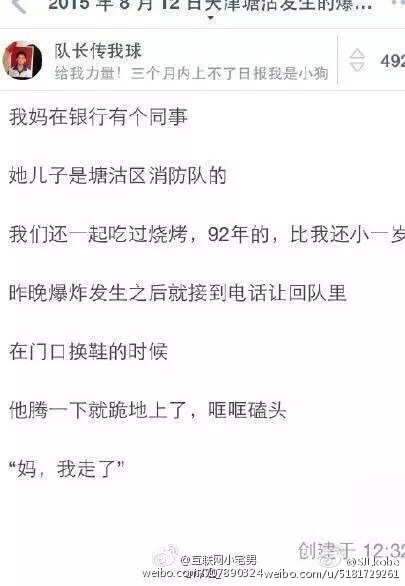 2015 年 8 月 12 日天津塘沽发生的爆...
队长传我球
给我力量！三个月内上不了日报我是小狗
492
我妈在银行有个同事
她儿子是塘沽区消防队的
我们还一起吃过烧烤，92年的，比我还小一岁
昨晚爆炸发生之后就接到电话让回队里
在门口换鞋的时候
他腾一下就跪地上了，哐哐磕头
“妈，我走了”
创建于 12:32
@互联网小宅男
weibo.com/u/5181729261